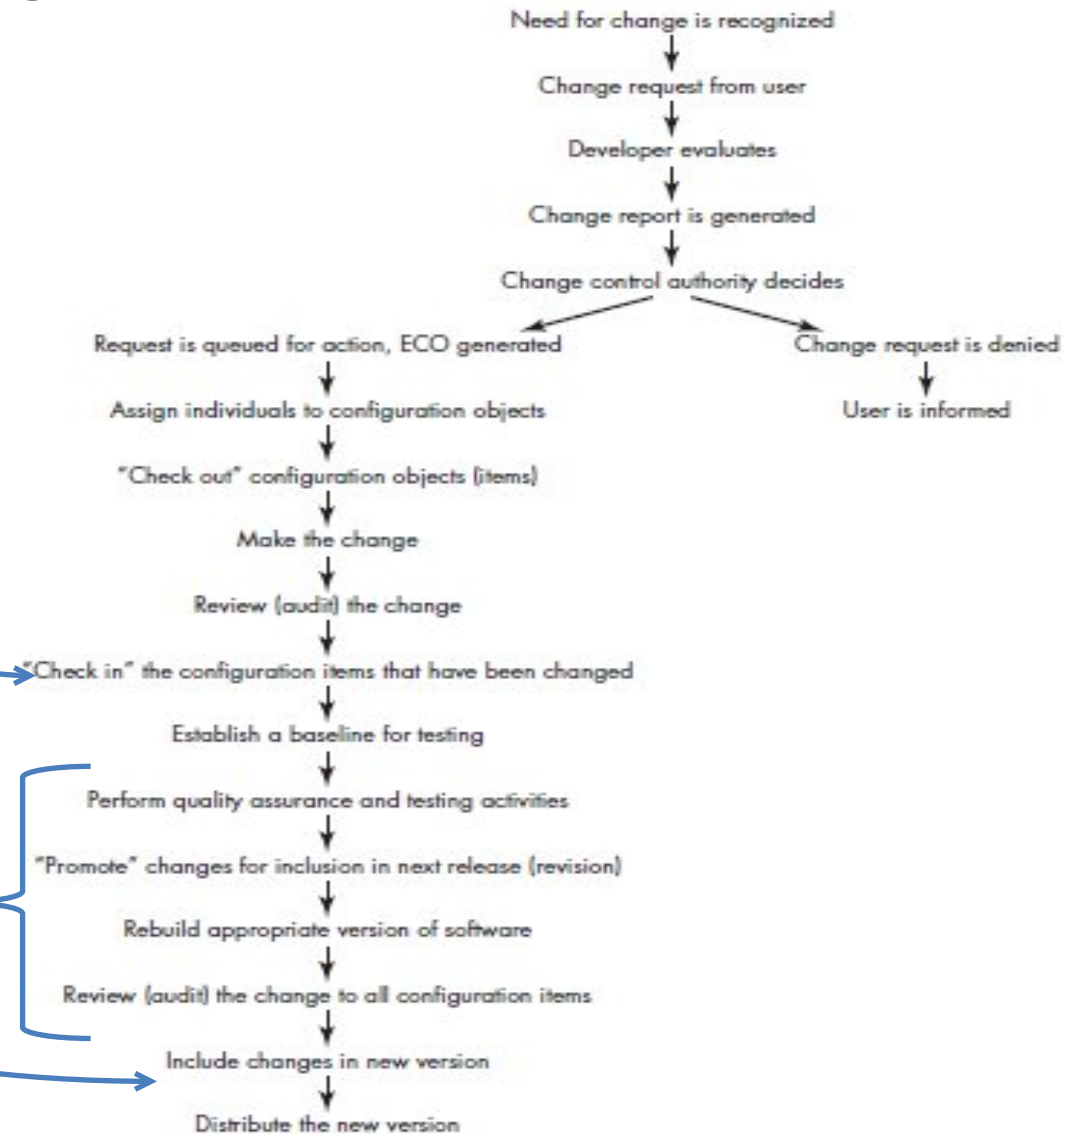 Need for change is recognized
Change request from user
Developer evaluates
Change report is generated
Change control authority decides
Request is queued for action, ECO generated
Change request is denied
Assign individuals to configuration objects
User is informed
"Check out" configuration objects (items)
Make the change
Review (audit) the change
"Check in" the configuration items that have been changed
Establish a baseline for testing
Perform quality assurance and testing activities
"Promote" changes for inclusion in next release (revision)
Rebuild appropriate version of software
Review (audit) the change to all configuration items
Include changes in new version
Distribute the new version